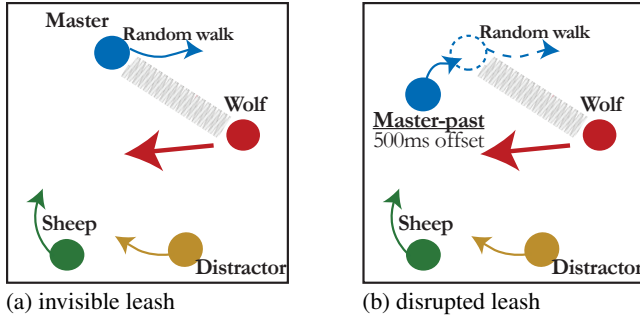 Master
Random walk
Wolf
Sheep
Distractor
(a) invisible leash
Random walk
Wolf
Master-past
500ms offset
Sheep
Distractor
(b) disrupted leash